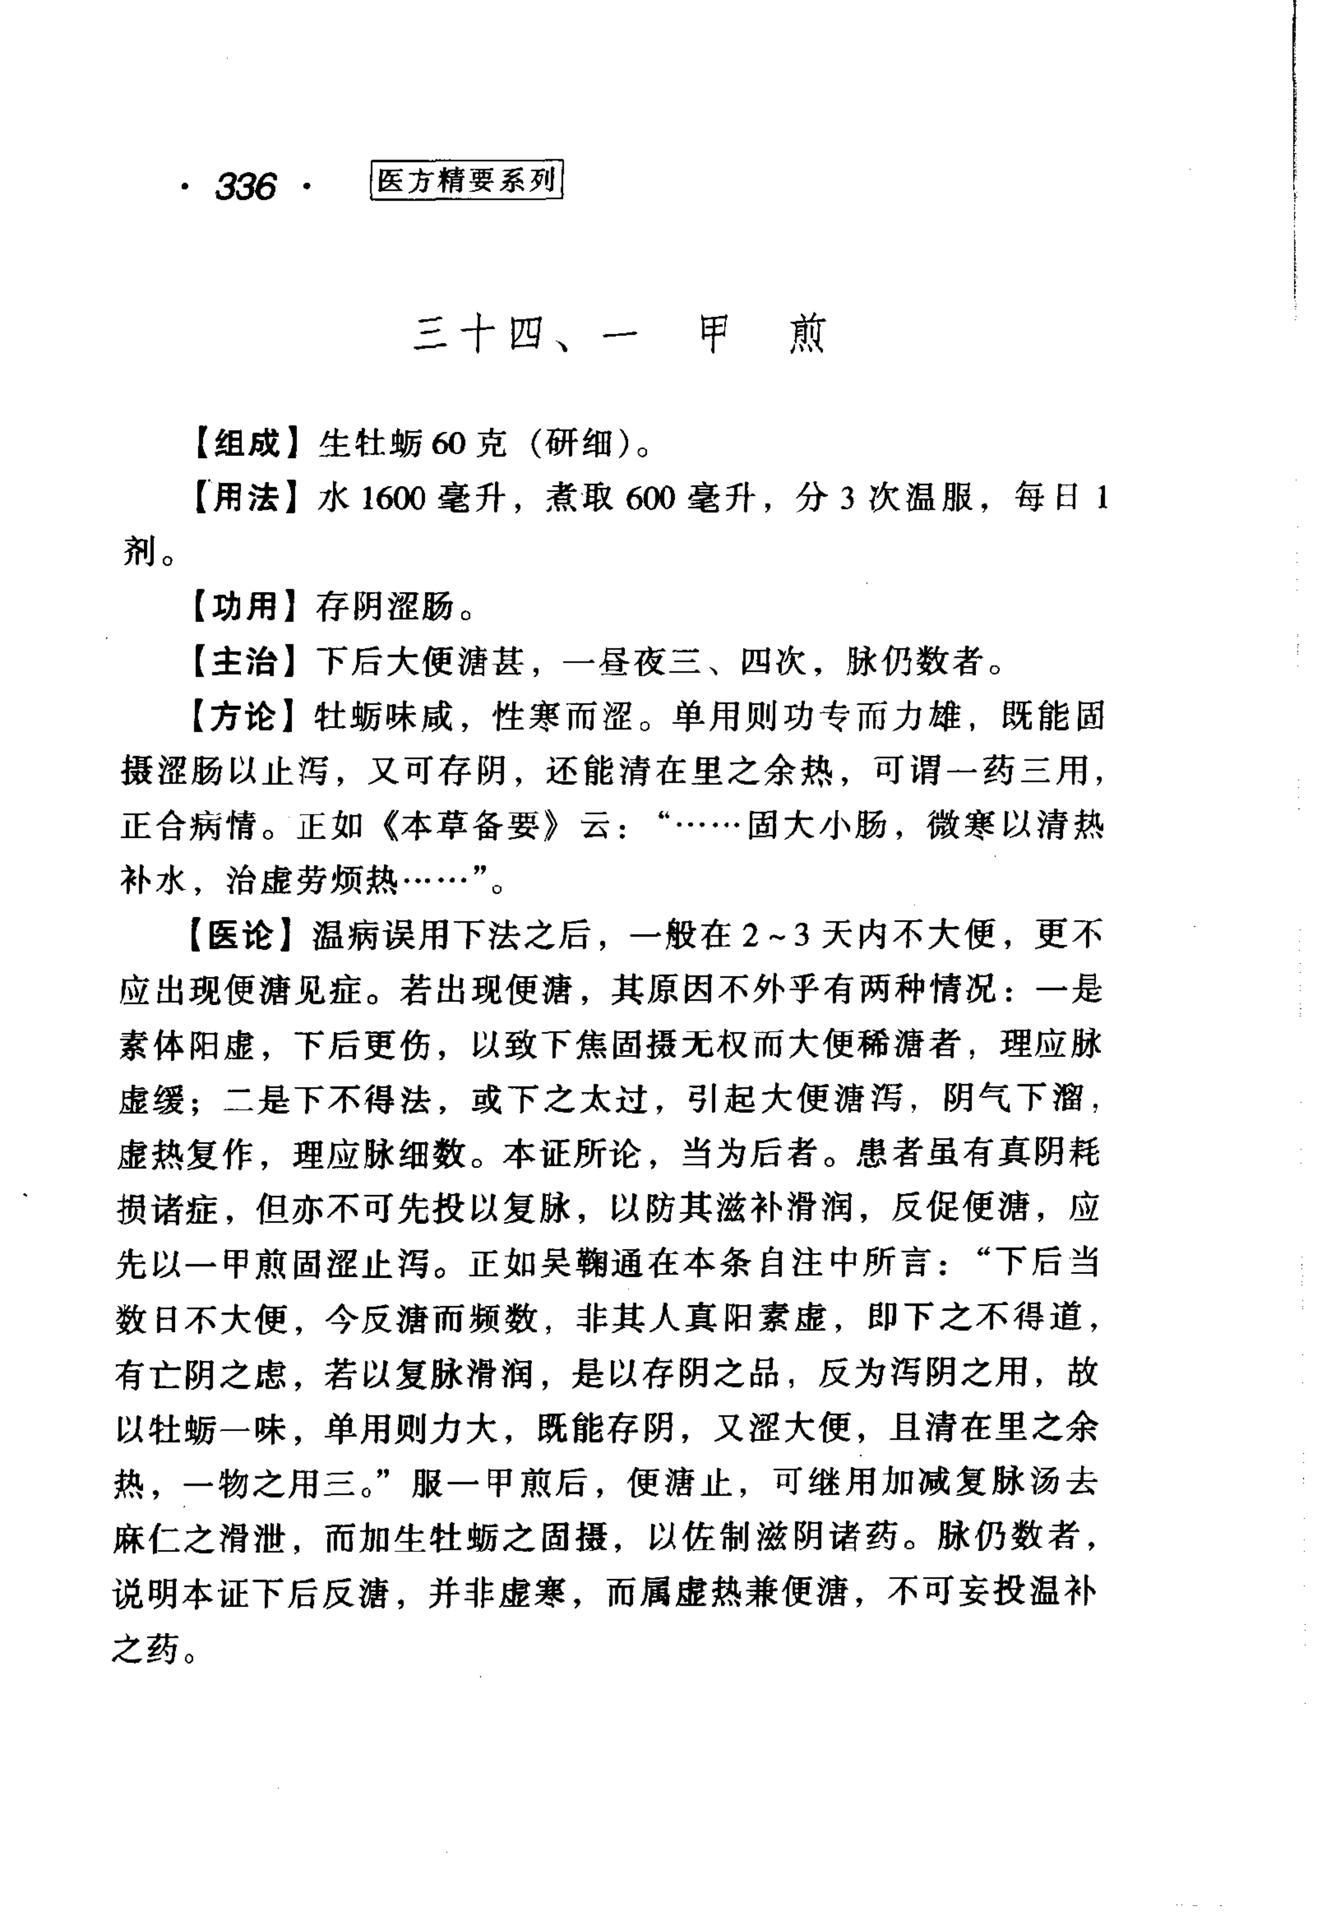 · 336 · 医方精要系列
三十四、一 甲 煎
【组成】生牡蛎 60 克（研细）。
【用法】水 1600 毫升，煮取 600 毫升，分 3 次温服，每日 1
剂。
【功用】存阴涩肠。
【主治】下后大便溏甚，一昼夜三、四次，脉仍数者。
【方论】牡蛎味咸，性寒而涩。单用则功专而力雄，既能固
摄涩肠以止泻，又可存阴，还能清在里之余热，可谓一药三用，
正合病情。正如《本草备要》云：“……固大小肠，微寒以清热
补水，治虚劳烦热……”。
【医论】温病误用下法之后，一般在 2～3 天内不大便，更不
应出现便溏见症。若出现便溏，其原因不外乎有两种情况：一是
素体阳虚，下后更伤，以致下焦固摄无权而大便稀溏者，理应脉
虚缓；二是下不得法，或下之太过，引起大便溏泻，阴气下溜，
虚热复作，理应脉细数。本证所论，当为后者。患者虽有真阴耗
损诸症，但亦不可先投以复脉，以防其滋补滑润，反促便溏，应
先以一甲煎固涩止泻。正如吴鞠通在本条自注中所言：“下后当
数日不大便，今反溏而频数，非其人真阳素虚，即下之不得道，
有亡阴之虑，若以复脉滑润，是以存阴之品，反为泻阴之用，故
以牡蛎一味，单用则力大，既能存阴，又涩大便，且清在里之余
热，一物之用三。”服一甲煎后，便溏止，可继用加减复脉汤去
麻仁之滑泄，而加生牡蛎之固摄，以佐制滋阴诸药。脉仍数者，
说明本证下后反溏，并非虚寒，而属虚热兼便溏，不可妄投温补
之药。